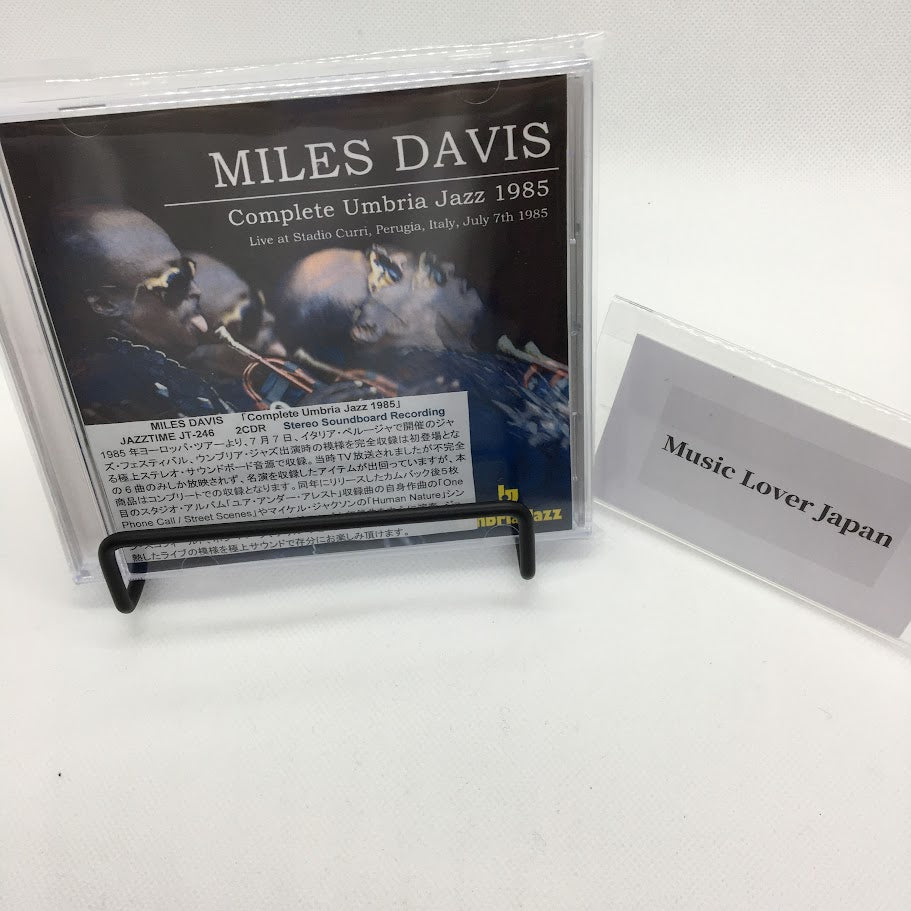 MILES DAVIS
Complete Umbria Jazz 1985
Live at Stadio Curri, Perugia, Italy, July 7th 1985
MILES DAVIS 「Complete Umbria Jazz 1985」
JAZZTIME JT-246 2CDR Stereo Soundboard Recording
1985年ヨーロッパ・ツアーより、7月7日、イタリア・ペルージャで開催のジャ
ズ・フェスティバル、ウンブリア・ジャズ出演時の模様を完全収録は初登場とな
る極上ステレオ・サウンドボード音源で収録。当時TV放送されましたが不完全
の6曲のみしか放映されず、名演を収録したアイテムが出回っていますが、本
商品はコンプリートでの収録となります。同年にリリースしたカムバック後5枚
目のスタジオ・アルバム「ユア・アンダー・アレスト」収録曲の自身作曲の「One
Phone Call / Street Scenes」やマイケル・ジャクソンの「Human Nature」シン
熱したライブの模様を極上サウンドで存分にお楽しみ頂けます。
Jazz
Music Lover Japan